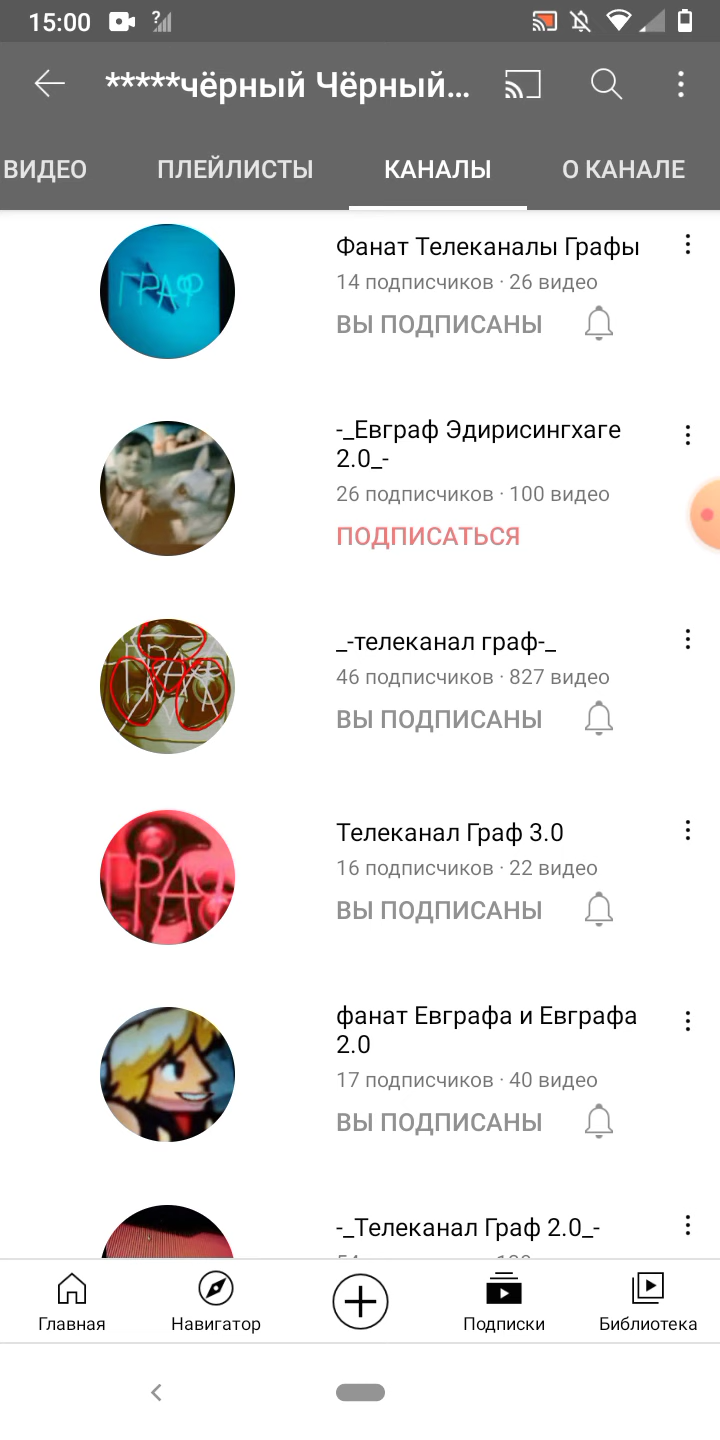 15:00
*****чёрный Чёрный...
ВИДЕО ПЛЕЙЛИСТЫ КАНАЛЫ О КАНАЛЕ
ГРАФ
Фанат Телеканалы Графы
14 подписчиков · 26 видео
ВЫ ПОДПИСАНЫ
-_Евграф Эдирисингхаге
2.0_-
26 подписчиков · 100 видео
ПОДПИСАТЬСЯ
_-телеканал граф-_
46 подписчиков · 827 видео
ВЫ ПОДПИСАНЫ
ГРАФ
Телеканал Граф 3.0
16 подписчиков · 22 видео
ВЫ ПОДПИСАНЫ
фанат Евграфа и Евграфа
2.0
17 подписчиков · 40 видео
ВЫ ПОДПИСАНЫ
-_Телеканал Граф 2.0_-
Главная Навигатор Подписки Библиотека